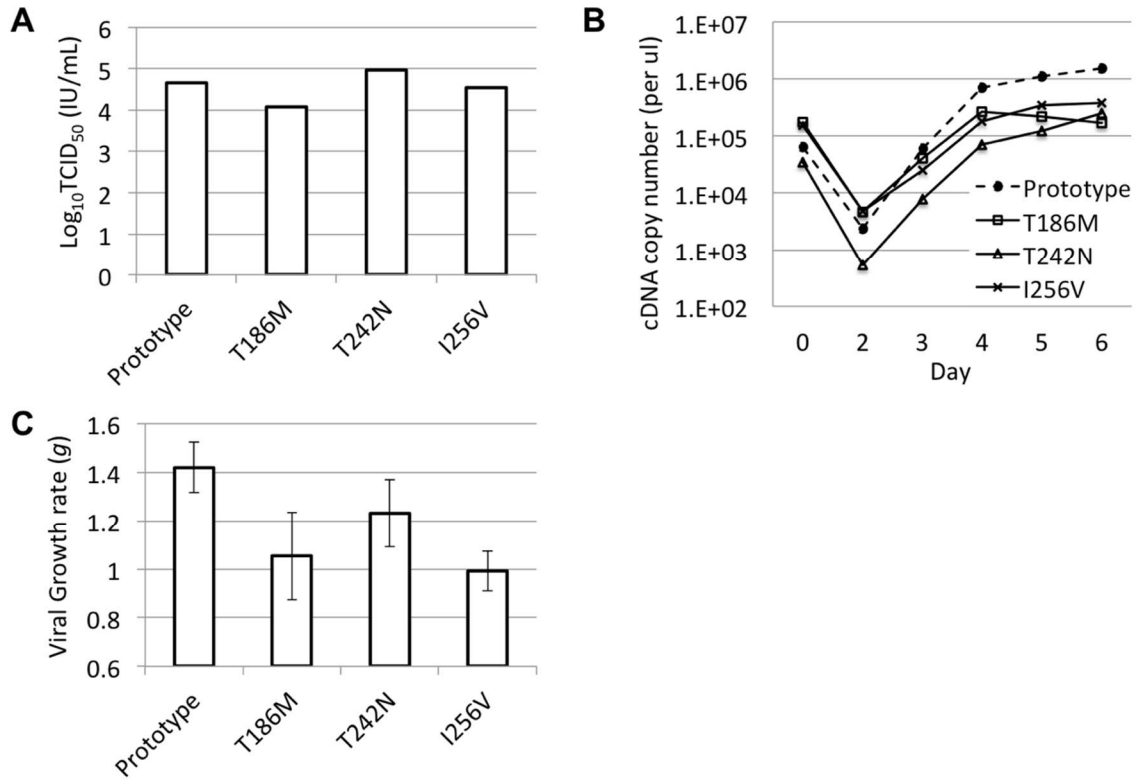 A
Log10TCID50 (IU/mL)
6
5
4
3
2
1
0
Prototype
T186M
T242N
I256V
B
cDNA copy number (per ul)
1.E+07
1.E+06
1.E+05
1.E+04
1.E+03
1.E+02
Prototype
T186M
T242N
I256V
0 2 3 4 5 6
Day
C
Viral Growth rate (g)
1.6
1.4
1.2
1
0.8
0.6
Prototype
T186M
T242N
I256V